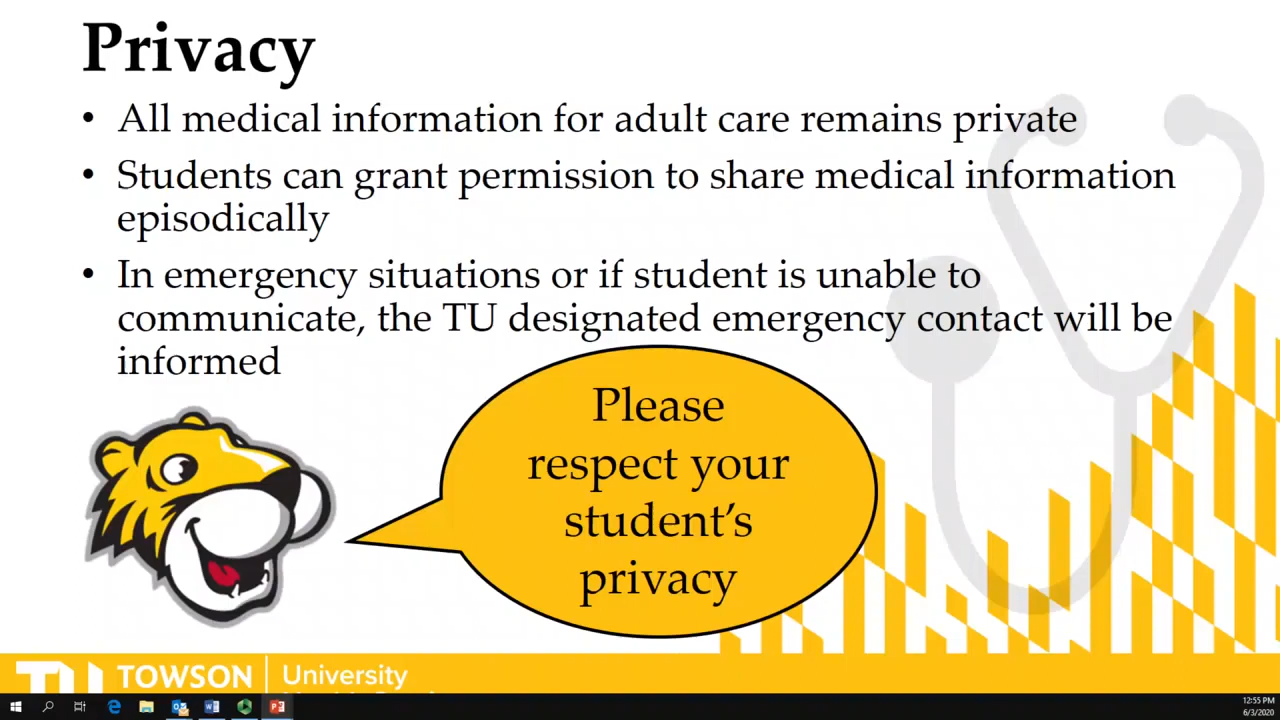 Privacy
• All medical information for adult care remains private
• Students can grant permission to share medical information
episodically
• In emergency situations or if student is unable to
communicate, the TU designated emergency contact will be
informed
Please
respect your
student’s
privacy
TU TOWSON University
12:55 PM
6/3/2020